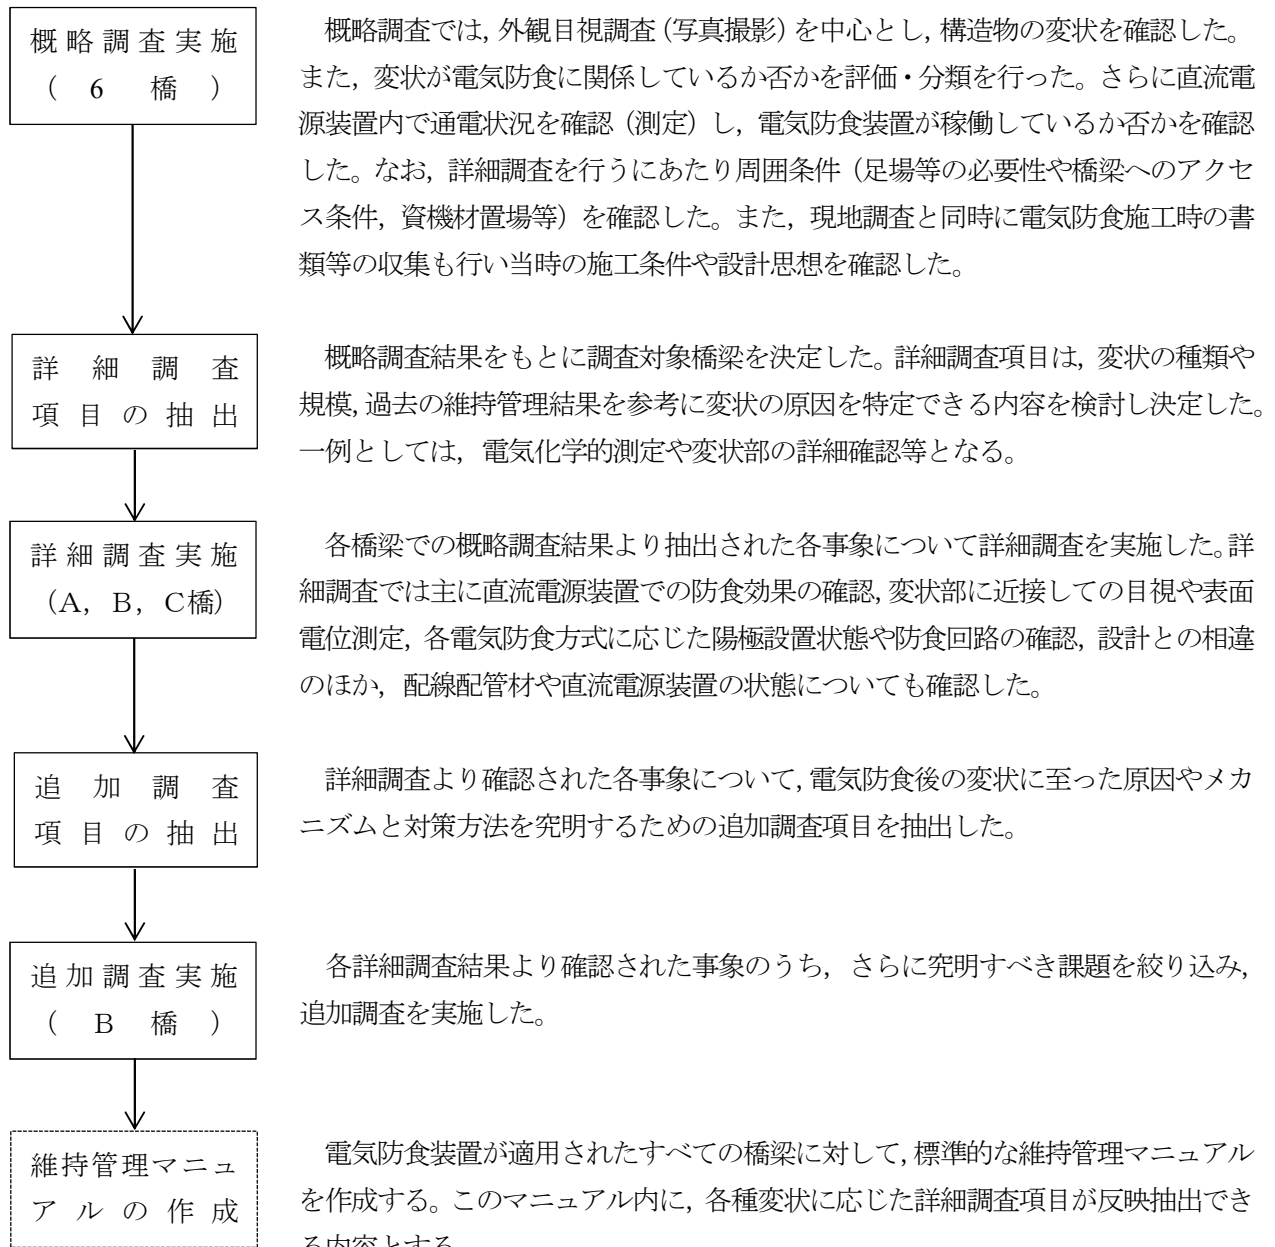 概略調査実施
（6橋）
概略調査では，外観目視調査（写真撮影）を中心とし，構造物の変状を確認した。
また，変状が電気防食に関係しているか否かを評価・分類を行った。さらに直流電
源装置内で通電状況を確認（測定）し，電気防食装置が稼働しているか否かを確認
した。なお，詳細調査を行うにあたり周囲条件（足場等の必要性や橋梁へのアクセ
ス条件，資機材置場等）を確認した。また，現地調査と同時に電気防食施工時の書
類等の収集も行い当時の施工条件や設計思想を確認した。
詳細調査
項目の抽出
概略調査結果をもとに調査対象橋梁を決定した。詳細調査項目は，変状の種類や
規模，過去の維持管理結果を参考に変状の原因を特定できる内容を検討し決定した。
一例としては，電気化学的測定や変状部の詳細確認等となる。
詳細調査実施
（A，B，C橋）
各橋梁での概略調査結果より抽出された各事象について詳細調査を実施した。詳
細調査では主に直流電源装置での防食効果の確認，変状部に近接しての目視や表面
電位測定，各電気防食方式に応じた陽極設置状態や防食回路の確認，設計との相違
のほか，配線配管材や直流電源装置の状態についても確認した。
追加調査
項目の抽出
詳細調査より確認された各事象について，電気防食後の変状に至った原因やメカ
ニズムと対策方法を究明するための追加調査項目を抽出した。
追加調査実施
（B橋）
各詳細調査結果より確認された事象のうち，さらに究明すべき課題を絞り込み，
追加調査を実施した。
維持管理マニュ
アルの作成
電気防食装置が適用されたすべての橋梁に対して，標準的な維持管理マニュアル
を作成する。このマニュアル内に，各種変状に応じた詳細調査項目が反映抽出でき
る内容とする。